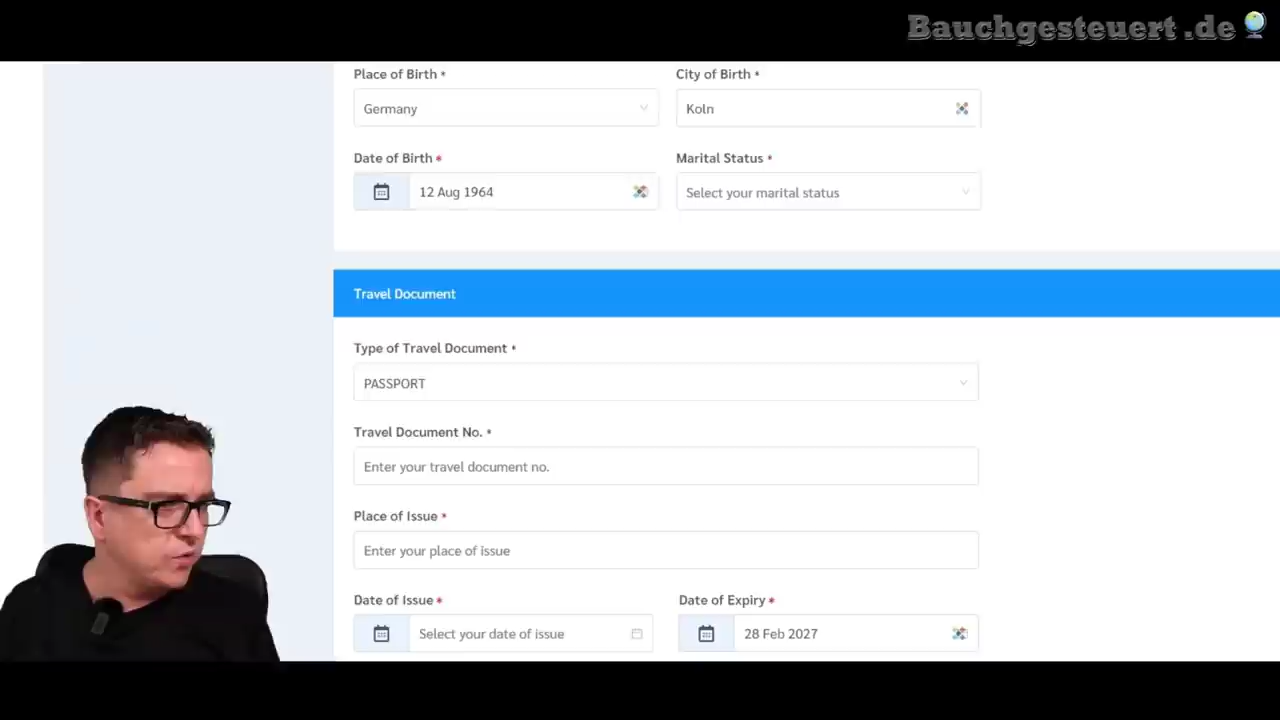 Bauchgesteuert.de
Place of Birth *
City of Birth *
Germany
Koln
Date of Birth *
Marital Status *
12 Aug 1964
Select your marital status
Travel Document
Type of Travel Document *
PASSPORT
Travel Document No. *
Enter your travel document no.
Place of Issue *
Enter your place of issue
Date of Issue *
Date of Expiry *
Select your date of issue
28 Feb 2027